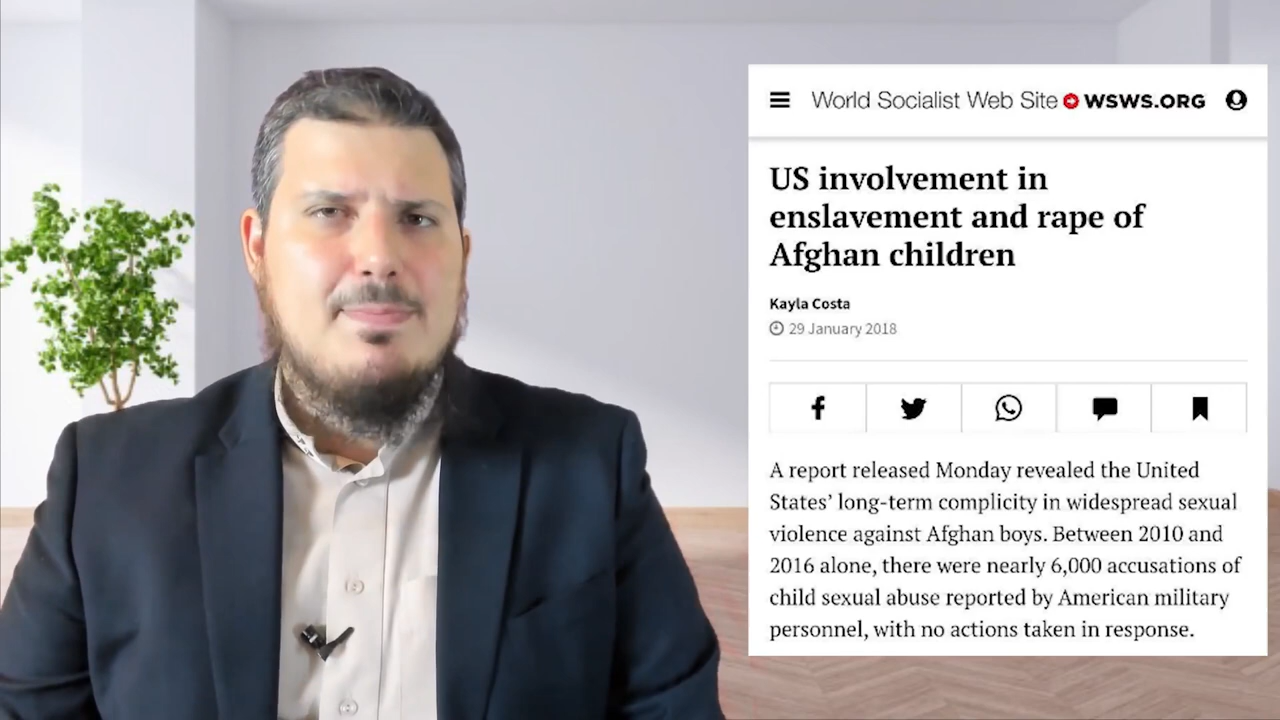 World Socialist Web Site WSWS.ORG
US involvement in
enslavement and rape of
Afghan children
Kayla Costa
29 January 2018
A report released Monday revealed the United
States’ long-term complicity in widespread sexual
violence against Afghan boys. Between 2010 and
2016 alone, there were nearly 6,000 accusations of
child sexual abuse reported by American military
personnel, with no actions taken in response.